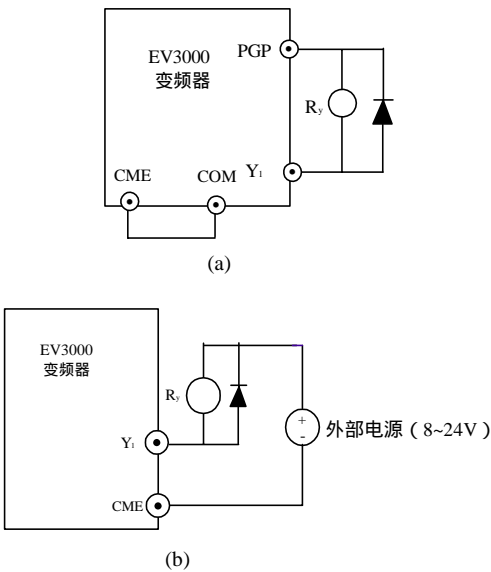 EV3000
变频器
PGP
Ry
CME
COM
Y1
(a)
EV3000
变频器
Ry
Y1
CME
+
-
外部电源（8~24V）
(b)